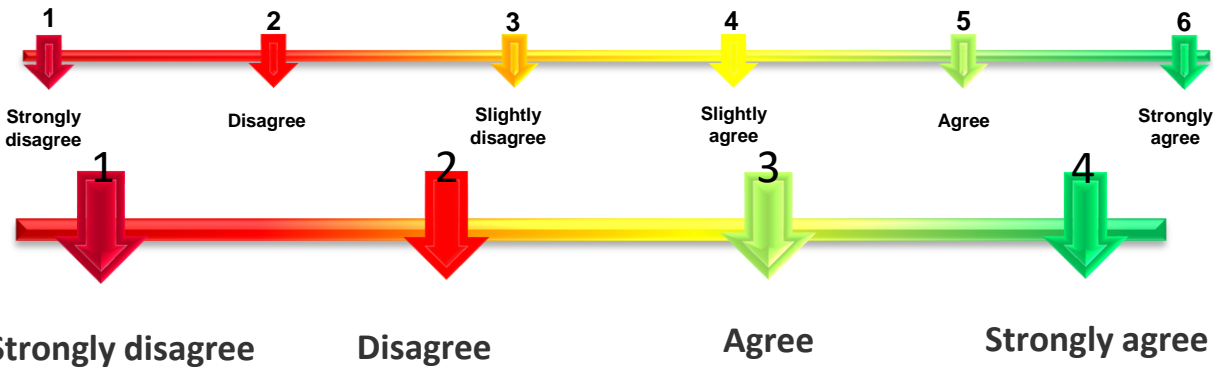 1 2 3 4 5 6
Strongly disagree Disagree Slightly disagree Slightly agree Agree Strongly agree
1 2 3 4
Strongly disagree Disagree Agree Strongly agree